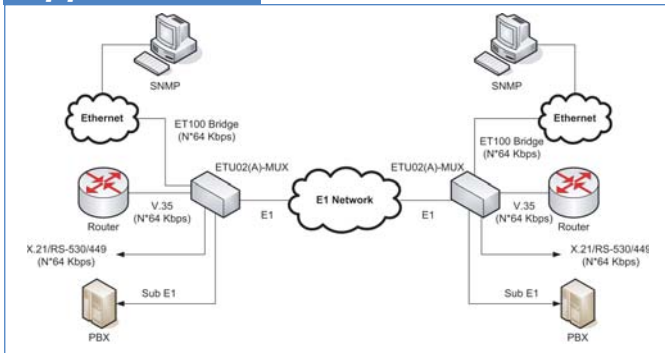 SNMP
Ethernet
ET100 Bridge
(N*64 Kbps)
ETU02(A)-MUX
Router
V.35
(N*64 Kbps)
E1
X.21/RS-530/449
(N*64 Kbps)
Sub E1
PBX
E1 Network
SNMP
Ethernet
ET100 Bridge
(N*64 Kbps)
ETU02(A)-MUX
E1
V.35
(N*64 Kbps)
Router
X.21/RS-530/449
(N*64 Kbps)
Sub E1
PBX